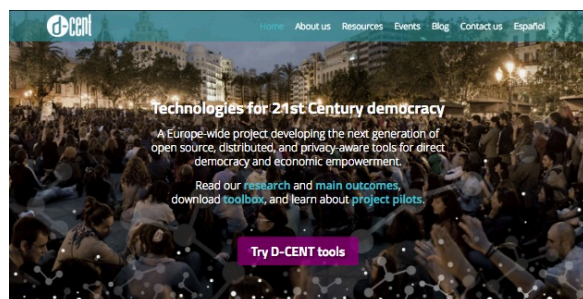 d-cent
Home About us Resources Events Blog Contact us Español
Technologies for 21st Century democracy
A Europe-wide project developing the next generation of
open source, distributed, and privacy-aware tools for direct
democracy and economic empowerment.
Read our research and main outcomes,
download toolbox, and learn about project pilots.
Try D-CENT tools